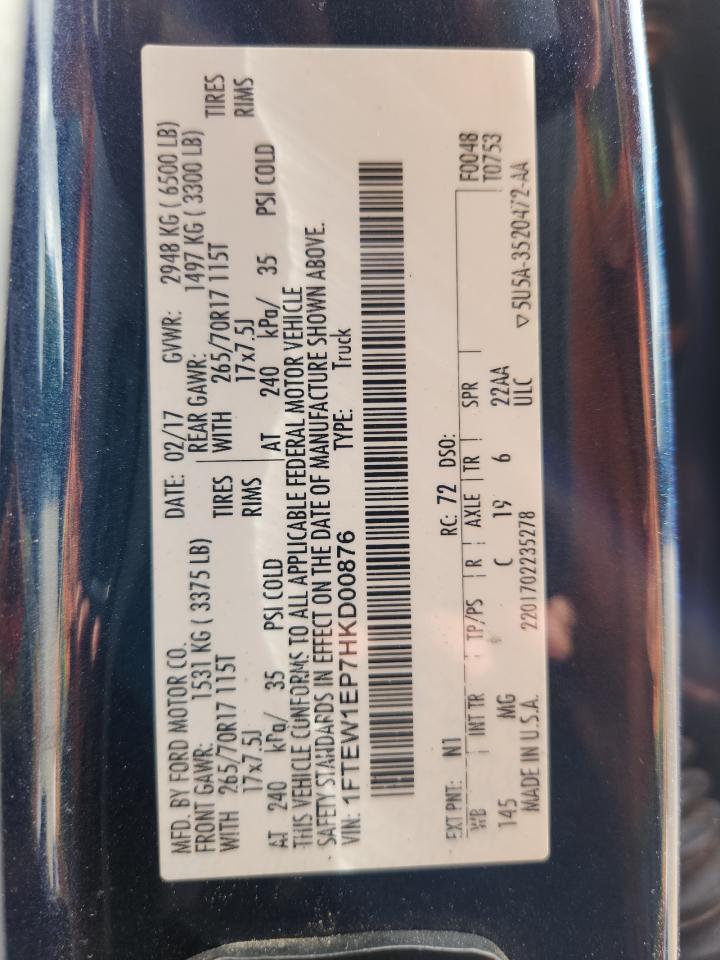 MFD. BY FORD MOTOR CO.
DATE: 02/17 GVWR: 2948 KG ( 6500 LB)
FRONT GAWR: 1531 KG ( 3375 LB)
REAR GAWR: 1497 KG ( 3300 LB)
WITH 265/70R17 115T TIRES
WITH 265/70R17 115T TIRES
17x7.5J RIMS
17x7.5J RIMS
AT 240 kPa/ 35 PSI COLD
AT 240 kPa/ 35 PSI COLD
THIS VEHICLE CONFORMS TO ALL APPLICABLE FEDERAL MOTOR VEHICLE
SAFETY STANDARDS IN EFFECT ON THE DATE OF MANUFACTURE SHOWN ABOVE.
VIN: 1FTEW1EP7HKD00876 TYPE: Truck
F0048
T0753
EXT PNT: N1 RC: 72 DSO:
WB INT TR TP/PS R AXLE TR SPR
145 MG C 19 6 22AA
MADE IN U.S.A. 2201702235278 ULC
▽5U5A-3520472-AA